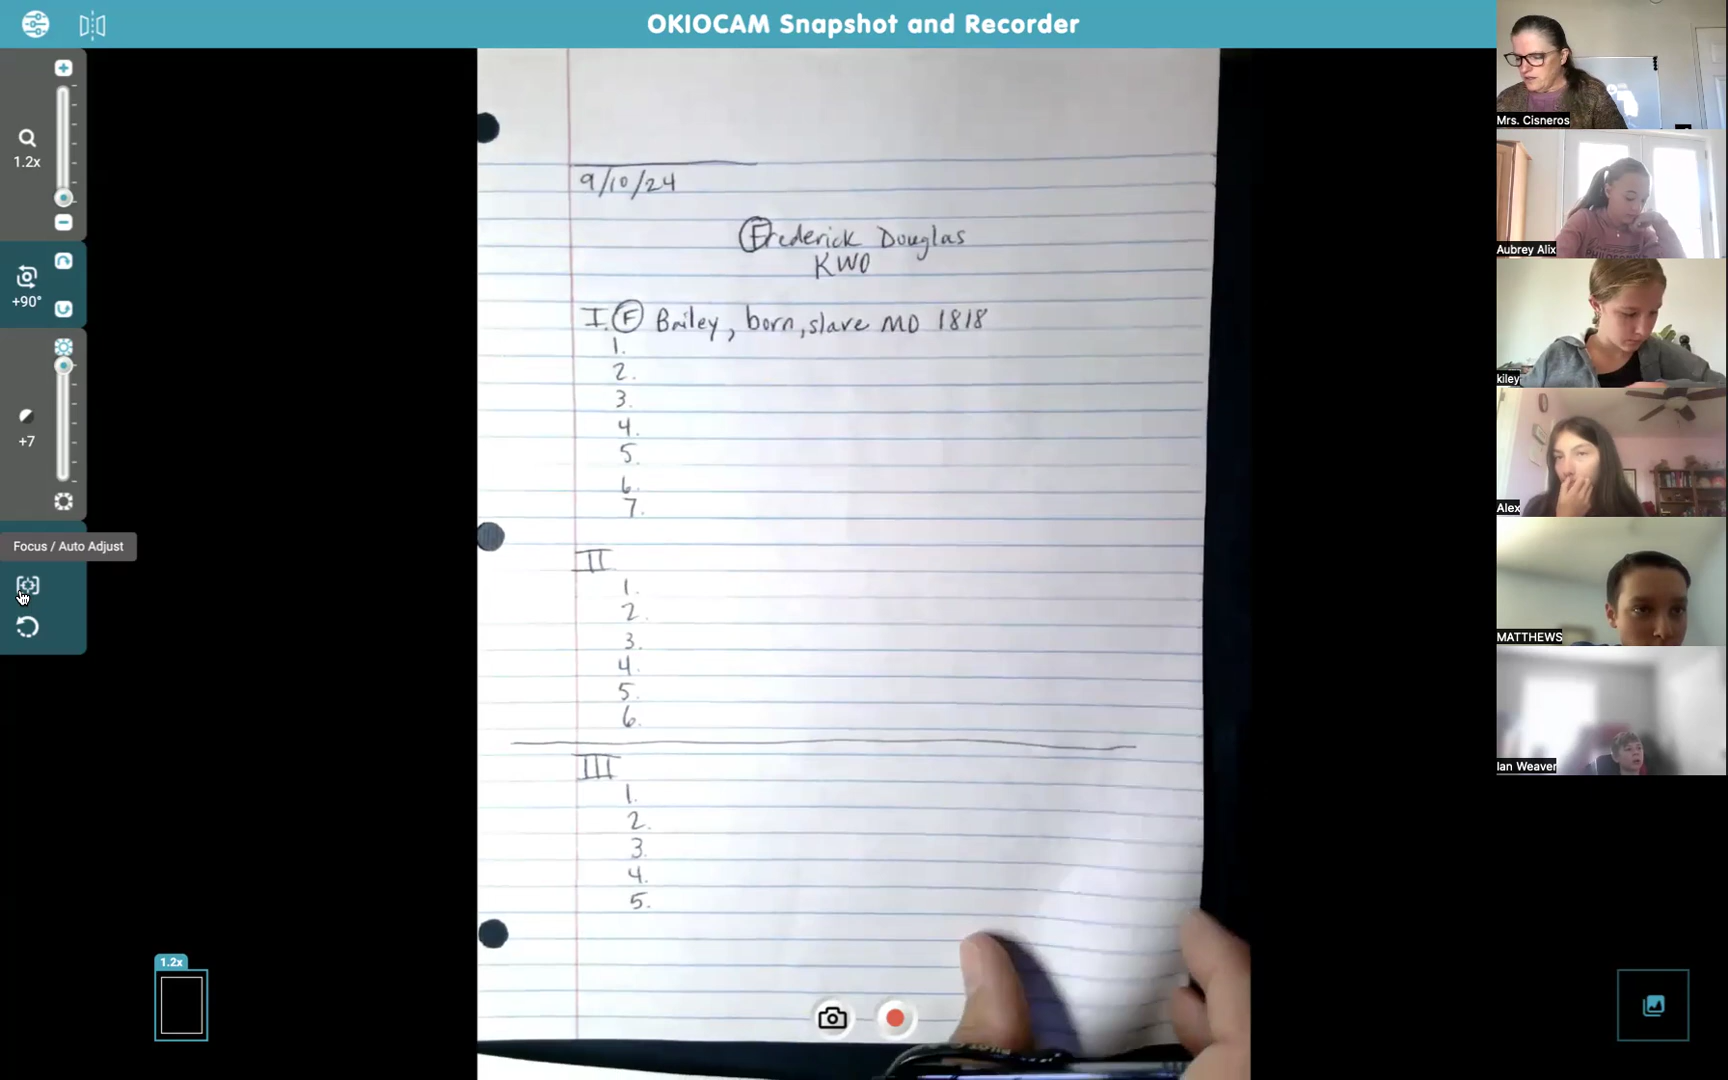 OKIOCAM Snapshot and Recorder
1.2x
+90°
+7
Focus / Auto Adjust
1.2x
9/10/24
Frederick Douglas
KWO
I. F Bailey, born, slave MD 1818
1.
2.
3.
4.
5.
6.
7.
II
1.
2.
3.
4.
5.
6.
III
1.
2.
3.
4.
5.
Mrs. Cisneros
Aubrey Alix
kiley
Alex
MATTHEWS
Ian Weaver